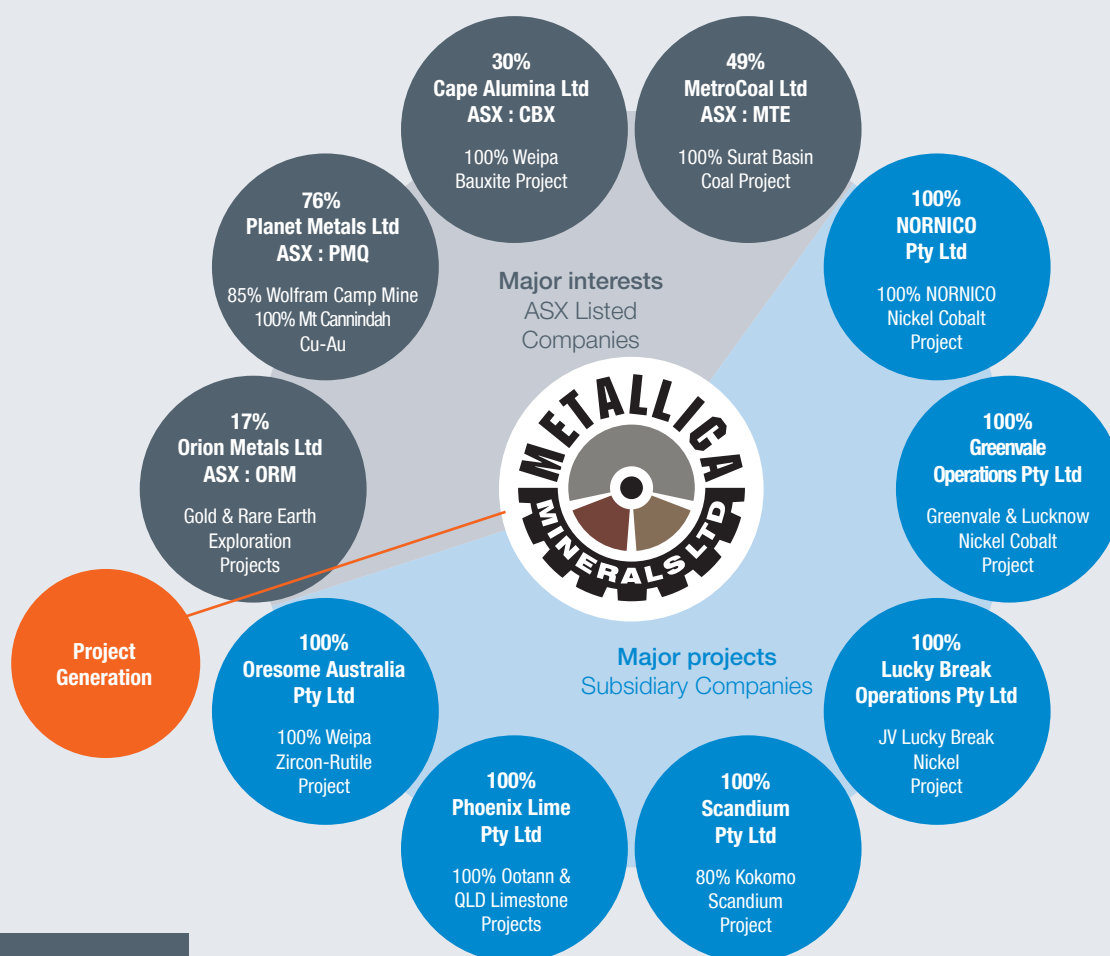 30%
Cape Alumina Ltd
ASX : CBX
100% Weipa
Bauxite Project
49%
MetroCoal Ltd
ASX : MTE
100% Surat Basin
Coal Project
76%
Planet Metals Ltd
ASX : PMQ
85% Wolfram Camp Mine
100% Mt Cannindah
Cu-Au
100%
NORNICO
Pty Ltd
100% NORNICO
Nickel Cobalt
Project
Major interests
ASX Listed
Companies
17%
Orion Metals Ltd
ASX : ORM
Gold & Rare Earth
Exploration
Projects
METALLICA
MINERALS LTD
100%
Greenvale
Operations Pty Ltd
Greenvale & Lucknow
Nickel Cobalt
Project
Project
Generation
100%
Oresome Australia
Pty Ltd
100% Weipa
Zircon-Rutile
Project
Major projects
Subsidiary Companies
100%
Lucky Break
Operations Pty Ltd
JV Lucky Break
Nickel
Project
100%
Phoenix Lime
Pty Ltd
100% Ootann &
QLD Limestone
Projects
100%
Scandium
Pty Ltd
80% Kokomo
Scandium
Project